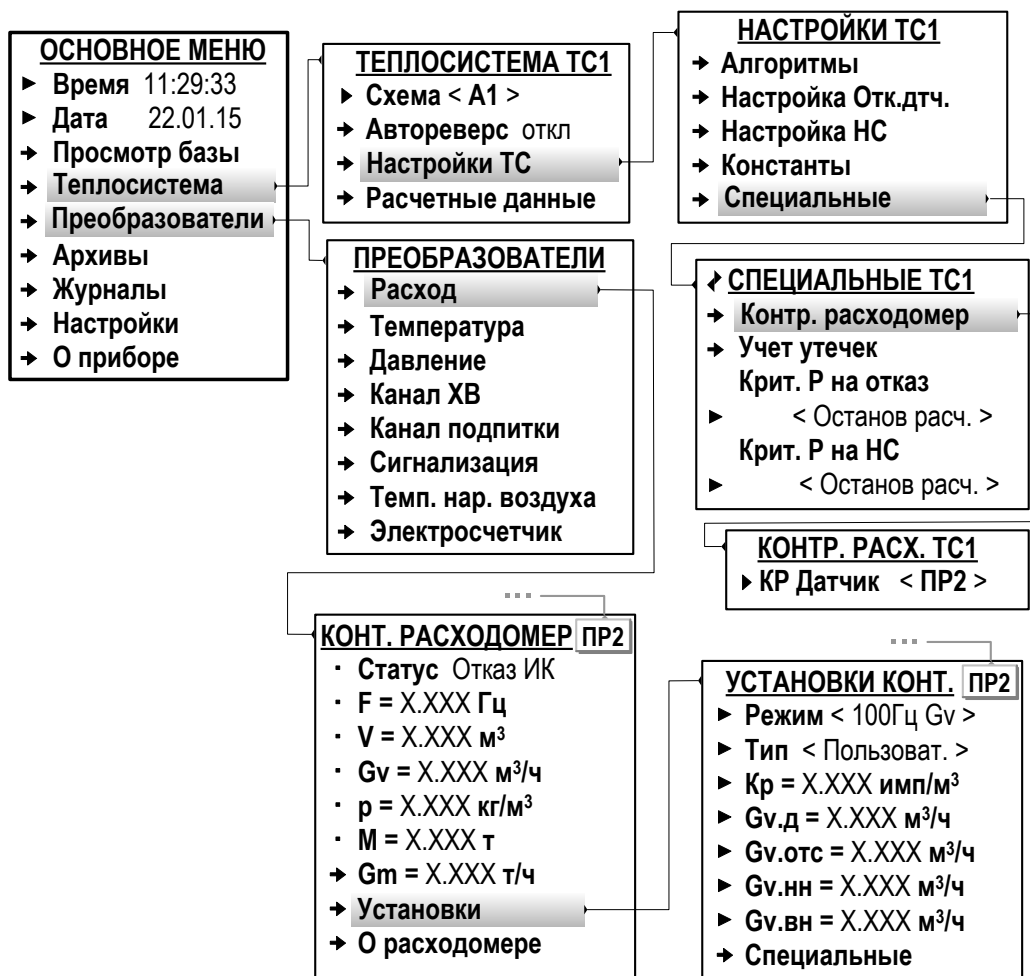 ОСНОВНОЕ МЕНЮ
Время 11:29:33
Дата 22.01.15
Просмотр базы
Теплосистема
Преобразователи
Архивы
Журналы
Настройки
О приборе
ТЕПЛОСИСТЕМА ТС1
Схема < А1 >
Автореверс откл
Настройки ТС
Расчетные данные
НАСТРОЙКИ ТС1
Алгоритмы
Настройка Отк.дтч.
Настройка НС
Константы
Специальные
ПРЕОБРАЗОВАТЕЛИ
Расход
Температура
Давление
Канал ХВ
Канал подпитки
Сигнализация
Темп. нар. воздуха
Электросчетчик
СПЕЦИАЛЬНЫЕ ТС1
Контр. расходомер
Учет утечек
Крит. Р на отказ
< Останов расч. >
Крит. Р на НС
< Останов расч. >
КОНТР. РАСХ. ТС1
КР Датчик < ПР2 >
КОНТ. РАСХОДОМЕР ПР2
Статус Отказ ИК
F = X.XXX Гц
V = X.XXX м³
Gv = X.XXX м³/ч
р = X.XXX кг/м³
М = X.XXX т
Gm = X.XXX т/ч
Установки
О расходомере
УСТАНОВКИ КОНТ. ПР2
Режим < 100Гц Gv >
Тип < Пользоват. >
Кр = X.XXX имп/м³
Gv.д = X.XXX м³/ч
Gv.отс = X.XXX м³/ч
Gv.нн = X.XXX м³/ч
Gv.вн = X.XXX м³/ч
Специальные